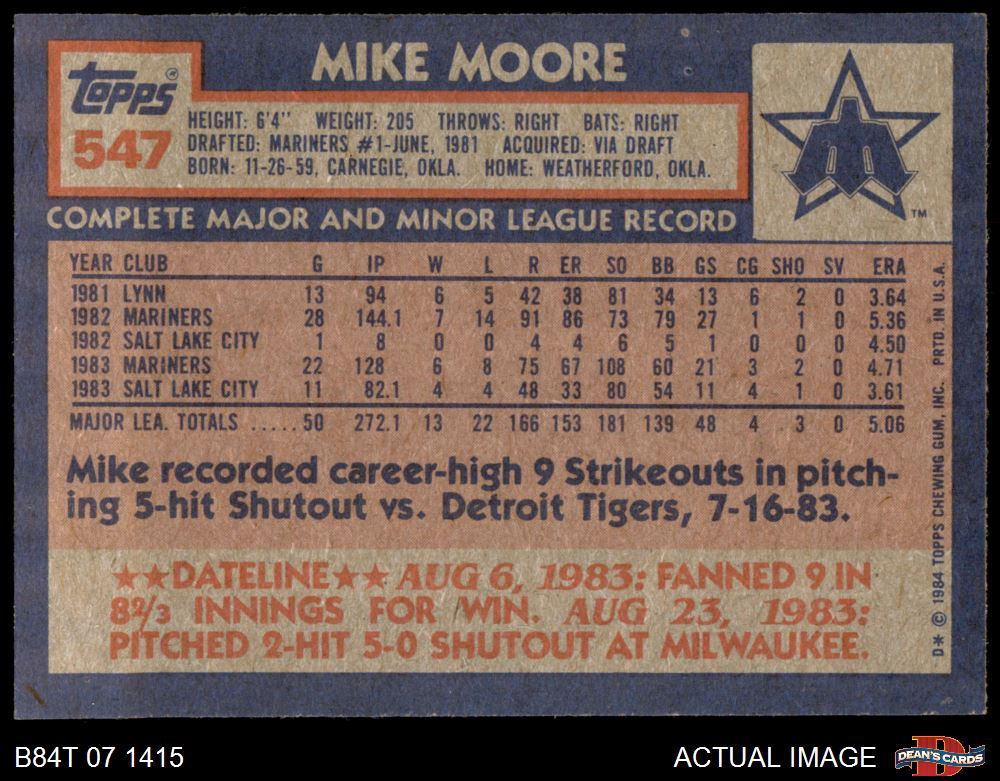 MIKE MOORE
Topps®
547
HEIGHT: 6'4" WEIGHT: 205 THROWS: RIGHT BATS: RIGHT
DRAFTED: MARINERS #1-JUNE, 1981 ACQUIRED: VIA DRAFT
BORN: 11-26-59, CARNEGIE, OKLA. HOME: WEATHERFORD, OKLA.
TM
COMPLETE MAJOR AND MINOR LEAGUE RECORD
YEAR CLUB G IP W L R ER SO BB GS CG SHO SV ERA
1981 LYNN 13 94 6 5 42 38 81 34 13 6 2 0 3.64
1982 MARINERS 28 144.1 7 14 91 86 73 79 27 1 1 0 5.36
1982 SALT LAKE CITY 1 8 0 0 4 4 6 5 1 0 0 0 4.50
1983 MARINERS 22 128 6 8 75 67 108 60 21 3 2 0 4.71
1983 SALT LAKE CITY 11 82.1 4 4 48 33 80 54 11 4 1 0 3.61
MAJOR LEA. TOTALS .....50 272.1 13 22 166 153 181 139 48 4 3 0 5.06
Mike recorded career-high 9 Strikeouts in pitch-
ing 5-hit Shutout vs. Detroit Tigers, 7-16-83.
★★DATELINE★★ AUG 6, 1983: FANNED 9 IN
8⅔ INNINGS FOR WIN. AUG 23, 1983:
PITCHED 2-HIT 5-0 SHUTOUT AT MILWAUKEE.
D* © 1984 TOPPS CHEWING GUM, INC. PRTD. IN U.S.A.
B84T 07 1415
ACTUAL IMAGE
D
DEAN'S CARDS